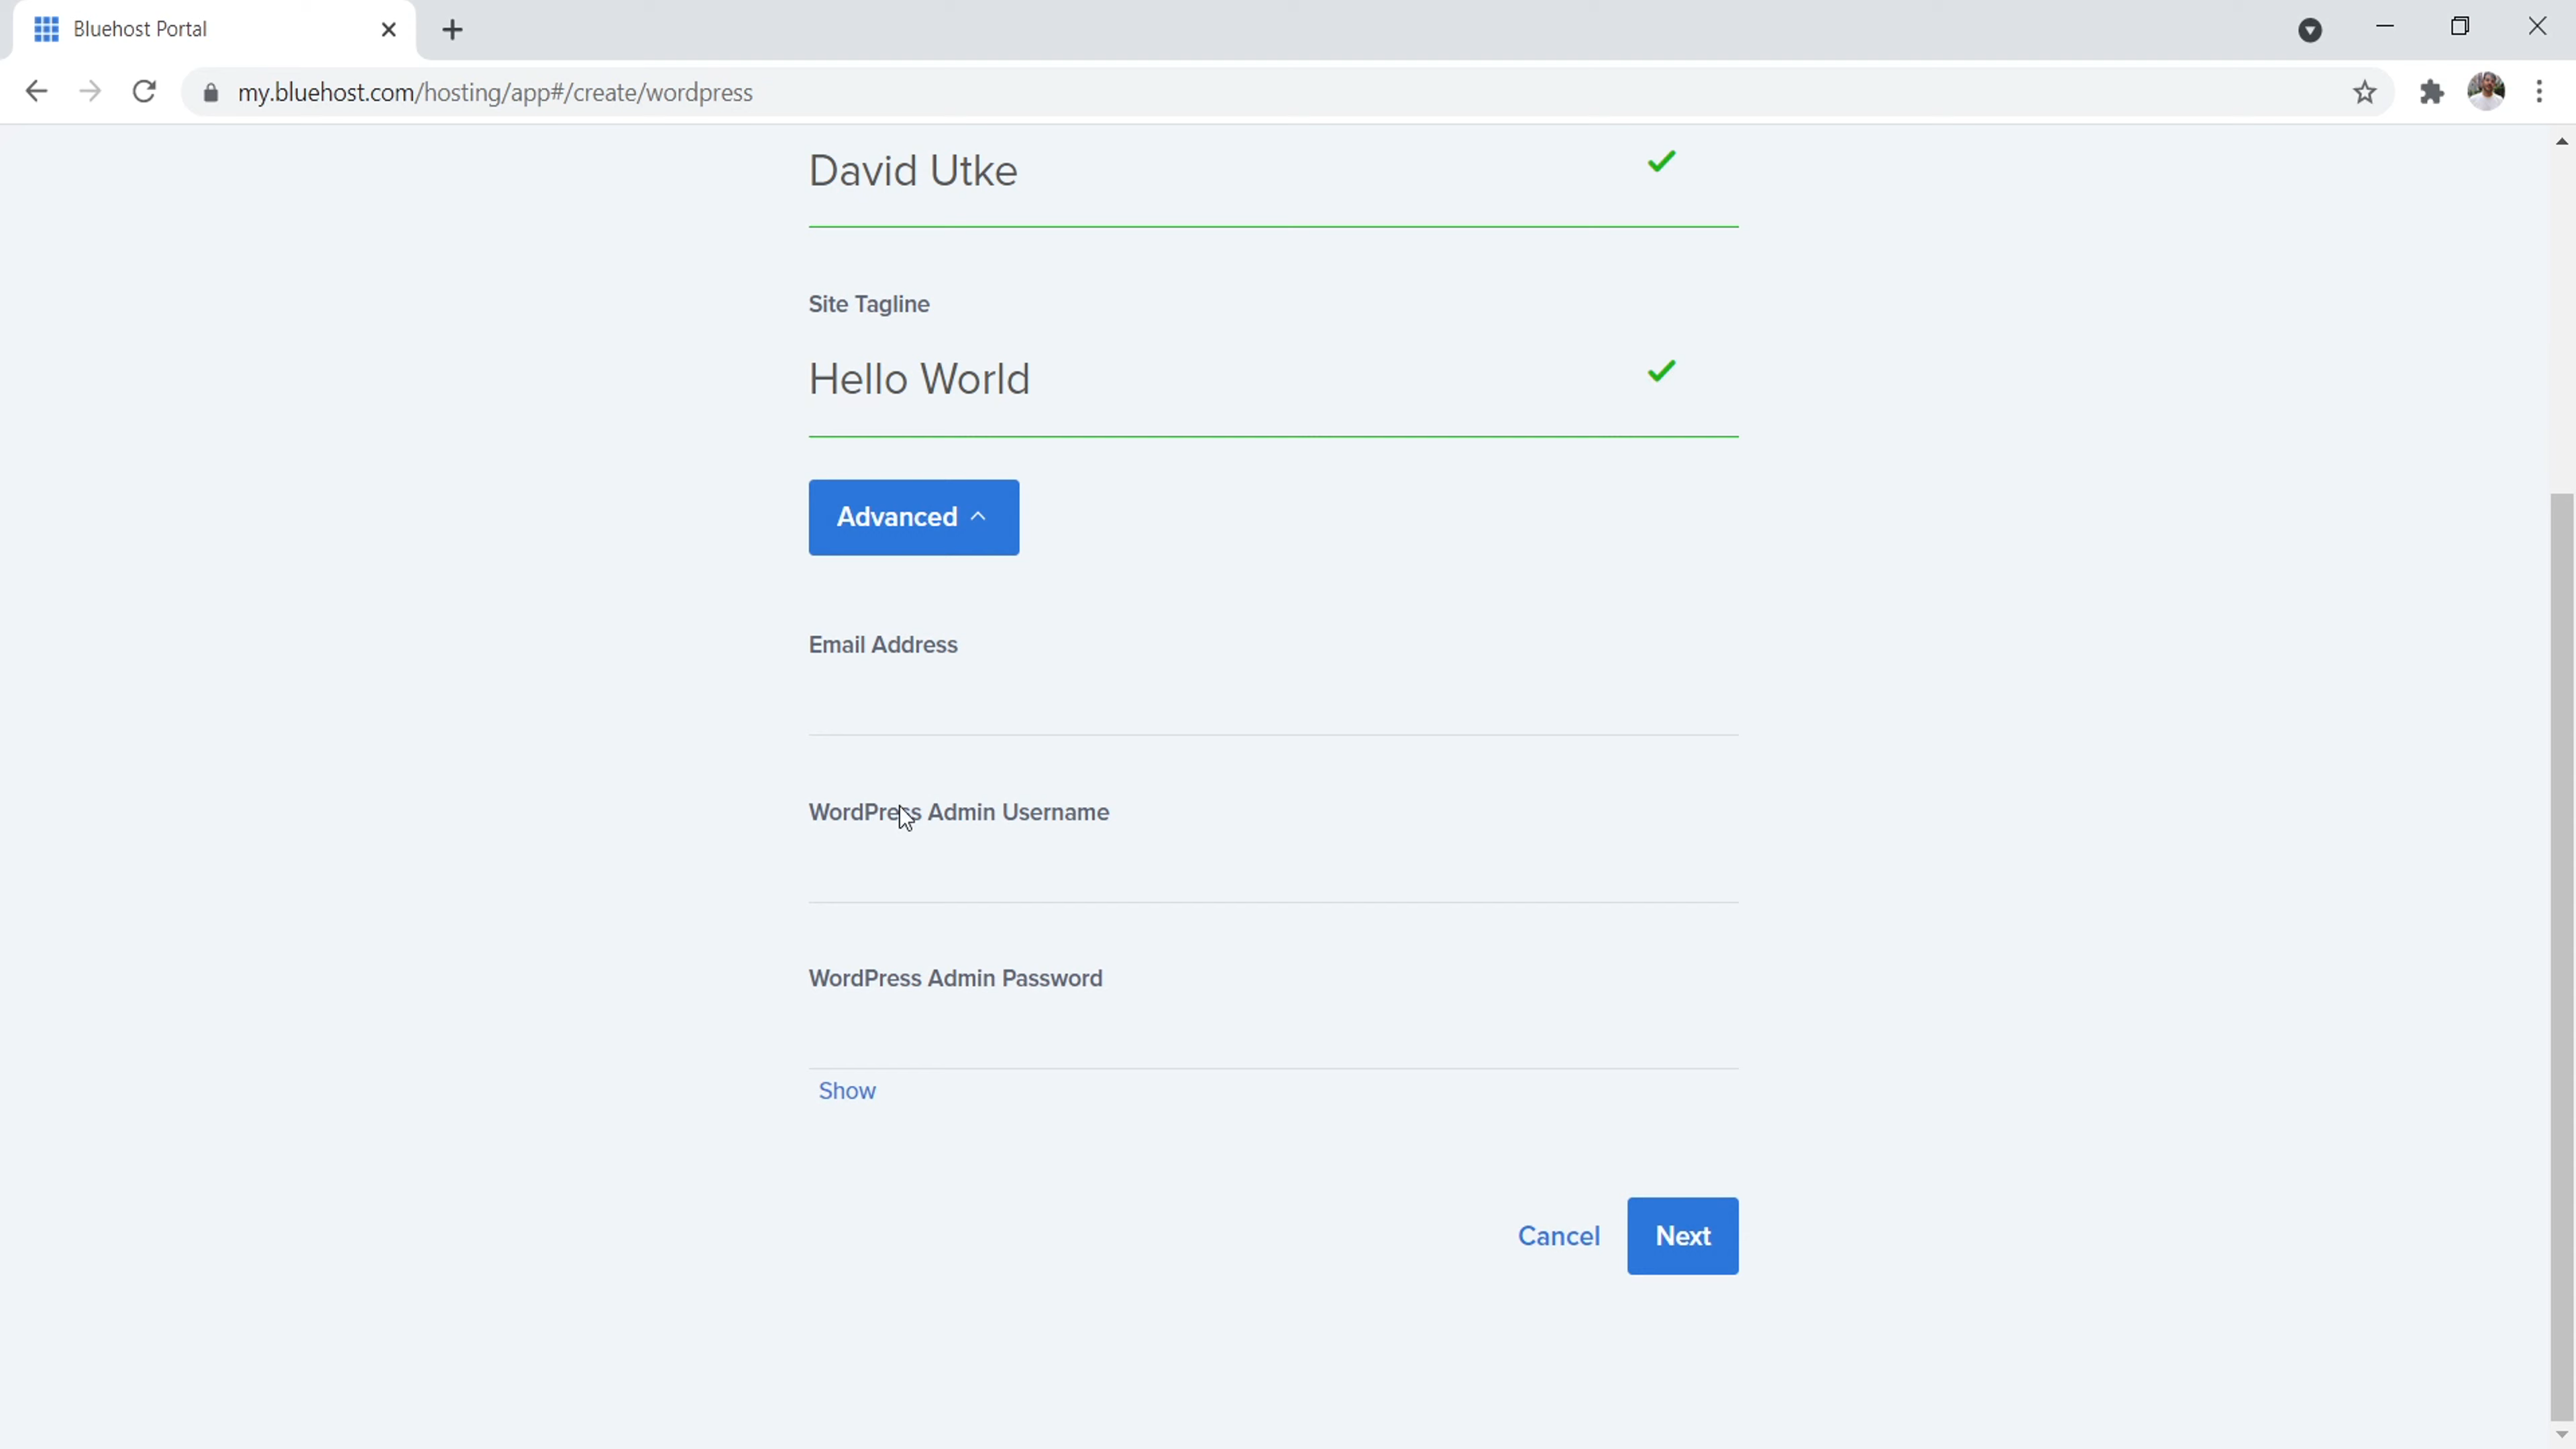 Bluehost Portal
my.bluehost.com/hosting/app#/create/wordpress
David Utke
Site Tagline
Hello World
Advanced
Email Address
WordPress Admin Username
WordPress Admin Password
Show
Cancel
Next